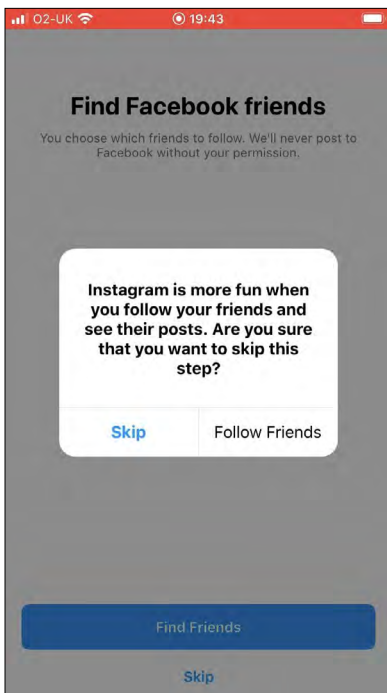 O2-UK 19:43
Find Facebook friends
You choose which friends to follow. We'll never post to
Facebook without your permission.
Instagram is more fun when
you follow your friends and
see their posts. Are you sure
that you want to skip this
step?
Skip Follow Friends
Find Friends
Skip